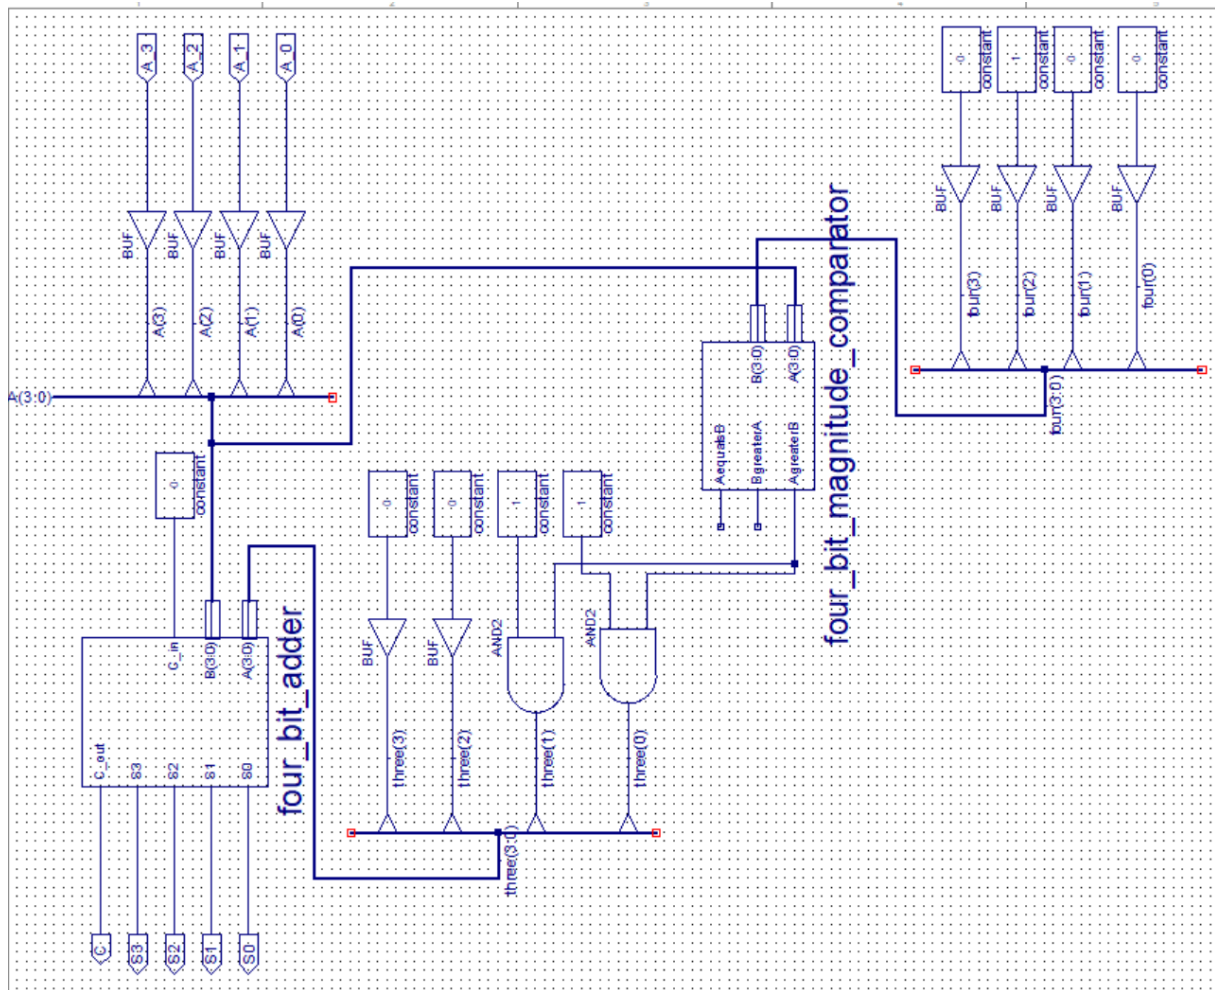 A_3
A_2
A_1
A_0
0
constant
1
constant
0
constant
0
constant
BUF
BUF
BUF
BUF
BUF
BUF
BUF
BUF
A(3)
A(2)
A(1)
A(0)
four(3)
four(2)
four(1)
four(0)
A(3:0)
four(3:0)
B(3:0)
A(3:0)
AequalsB
BgreaterA
AgreaterB
four_bit_magnitude_comparator
0
constant
0
constant
0
constant
1
constant
1
constant
BUF
BUF
AND2
AND2
C_in
B(3:0)
A(3:0)
C_out
S3
S2
S1
S0
four_bit_adder
three(3)
three(2)
three(1)
three(0)
three(3:0)
C
S3
S2
S1
S0